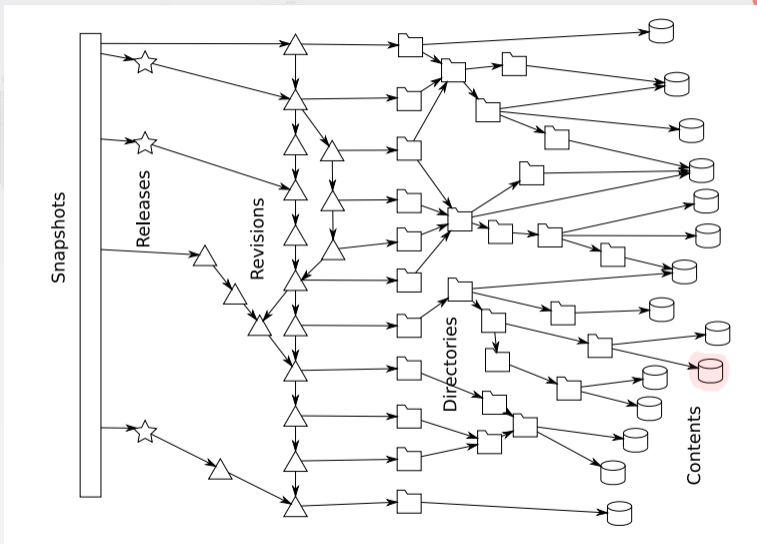 Snapshots
Releases
Revisions
Directories
Contents